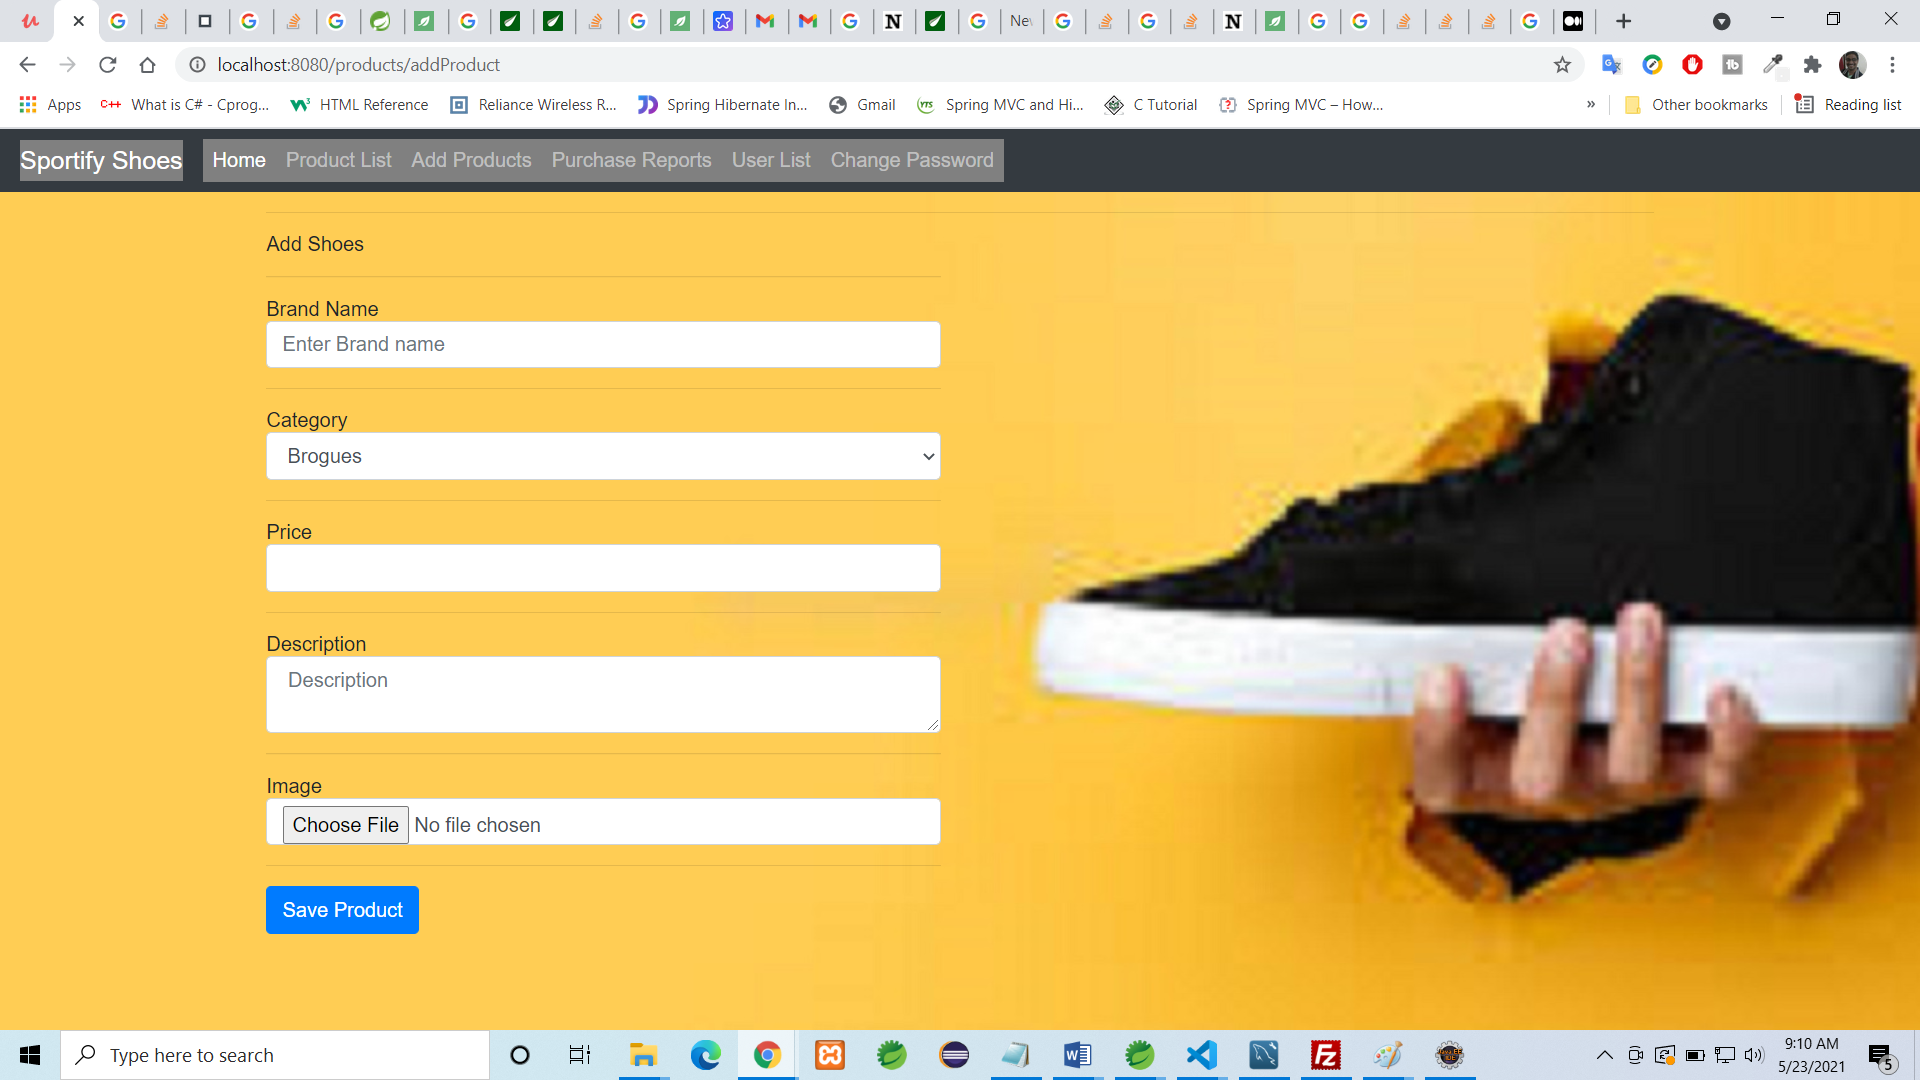 Nev
localhost:8080/products/addProduct
Apps
What is C# - Cprog...
HTML Reference
Reliance Wireless R...
Spring Hibernate In...
Gmail
Spring MVC and Hi...
C Tutorial
Spring MVC – How...
»
Other bookmarks
Reading list
Sportify Shoes
Home
Product List
Add Products
Purchase Reports
User List
Change Password
Add Shoes
Brand Name
Enter Brand name
Category
Brogues
Price
Description
Description
Image
Choose File No file chosen
Save Product
Type here to search
9:10 AM
5/23/2021
5